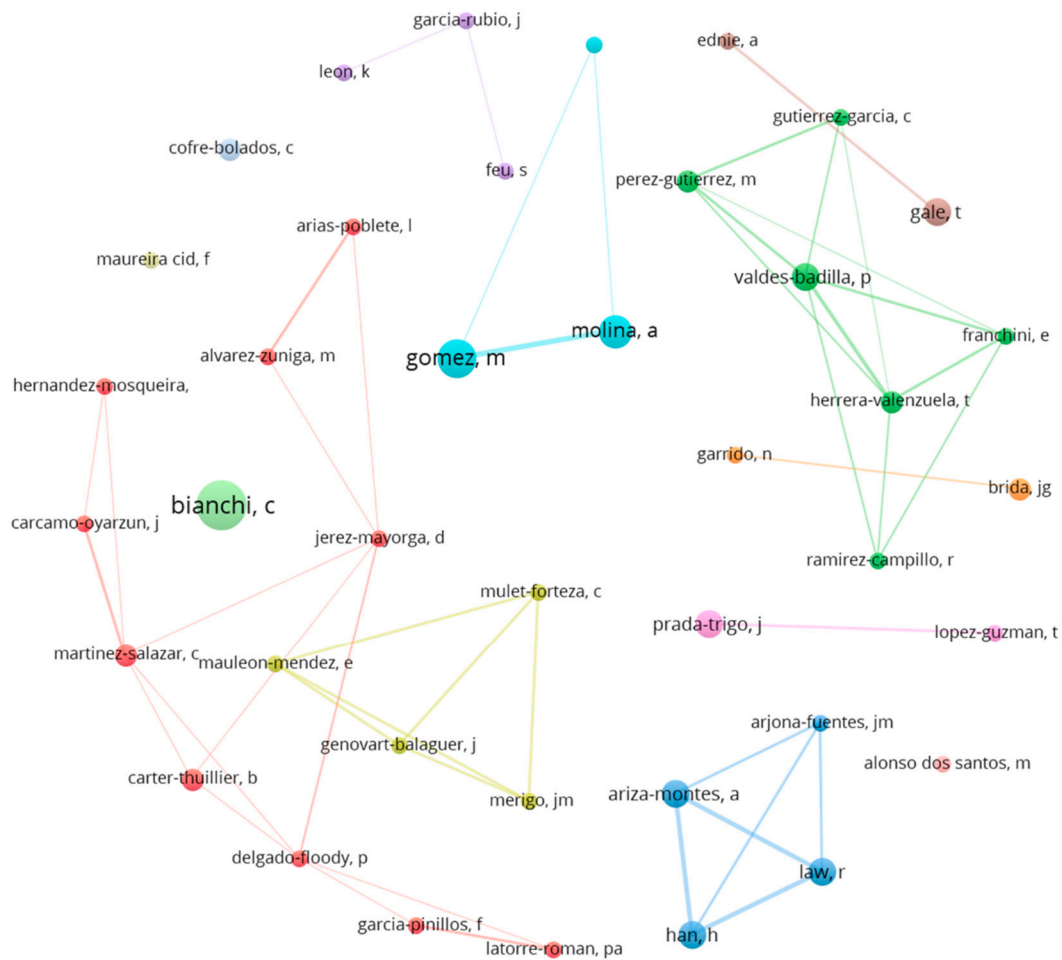 garcia-rubio, j
ednie, a
leon, k
gutierrez-garcia, c
cofre-bolados, c
feu, s
perez-gutierrez, m
gale, t
arias-poblete, l
maureira cid, f
valdes-badilla, p
molina, a
franchini, e
alvarez-zuniga, m
gomez, m
hernandez-mosqueira,
herrera-valenzuela, t
garrido, n
brida, jg
bianchi, c
carcamo-oyarzun, j
jerez-mayorga, d
ramirez-campillo, r
mulet-forteza, c
prada-trigo, j
lopez-guzman, t
martinez-salazar, c
mauleon-mendez, e
arjona-fuentes, jm
genovart-balaguer, j
alonso dos santos, m
carter-thuillier, b
ariza-montes, a
merigo, jm
delgado-floody, p
law, r
garcia-pinillos, f
han, h
latorre-roman, pa